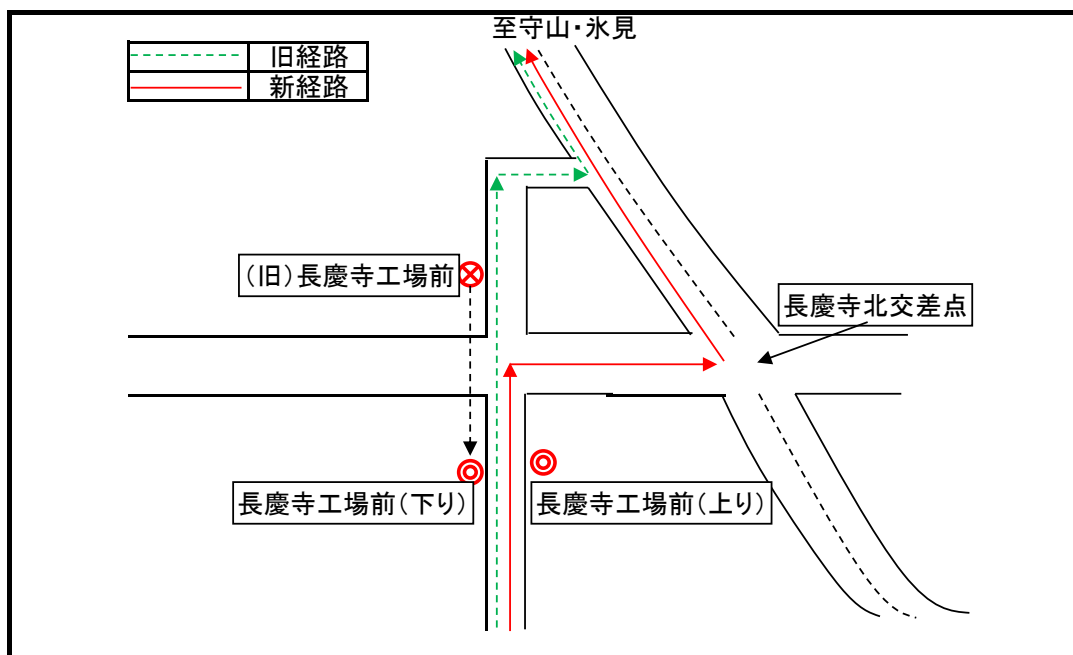 至守山・氷見
旧経路
新経路
（旧）長慶寺工場前
長慶寺北交差点
長慶寺工場前（下り）
長慶寺工場前（上り）